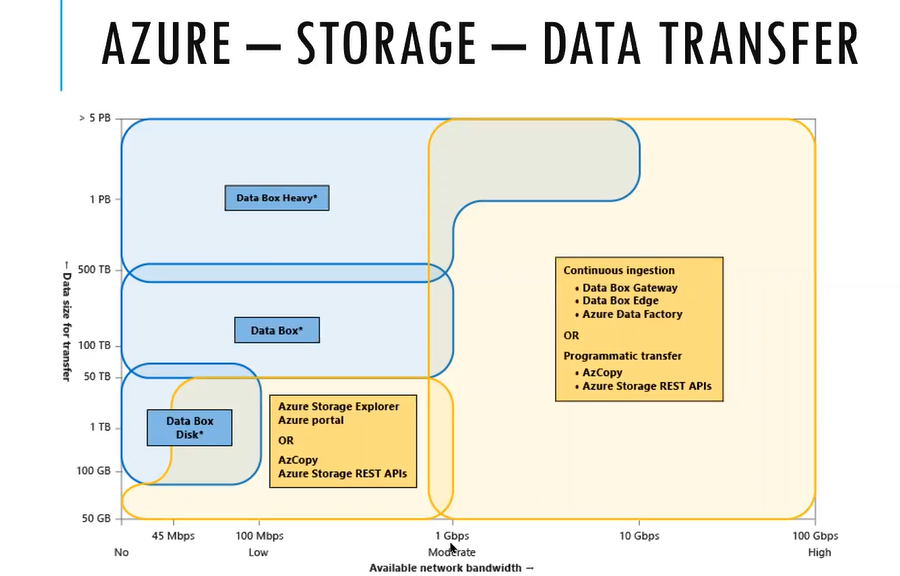 AZURE – STORAGE – DATA TRANSFER
> 5 PB
1 PB
500 TB
100 TB
50 TB
1 TB
100 GB
50 GB
← Data size for transfer
Data Box Heavy*
Data Box*
Data Box
Disk*
Azure Storage Explorer
Azure portal
OR
AzCopy
Azure Storage REST APIs
Continuous ingestion
• Data Box Gateway
• Data Box Edge
• Azure Data Factory
OR
Programmatic transfer
• AzCopy
• Azure Storage REST APIs
45 Mbps
100 Mbps
1 Gbps
10 Gbps
100 Gbps
No
Low
Moderate
High
Available network bandwidth →